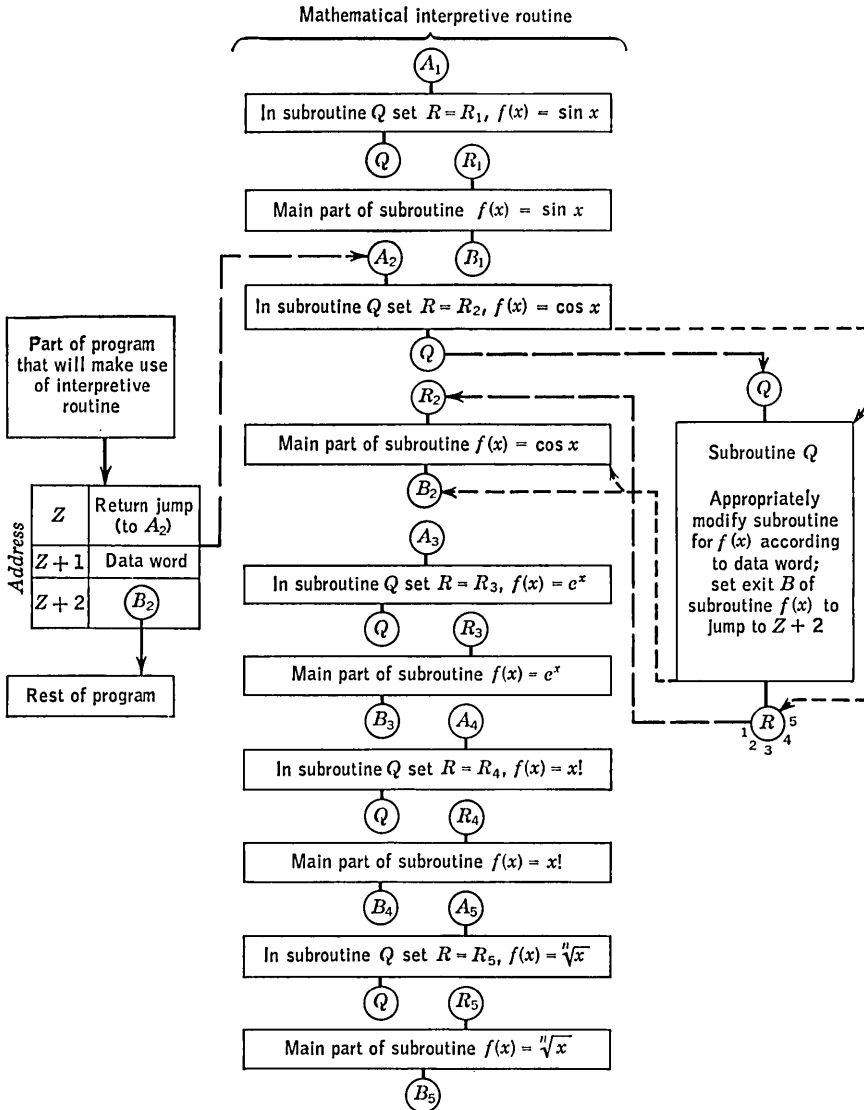 Mathematical interpretive routine
A₁
In subroutine Q set R = R₁, f(x) = sin x
Q
R₁
Main part of subroutine f(x) = sin x
A₂
B₁
In subroutine Q set R = R₂, f(x) = cos x
Q
R₂
Main part of subroutine f(x) = cos x
B₂
A₃
In subroutine Q set R = R₃, f(x) = eˣ
Q
R₃
Main part of subroutine f(x) = eˣ
B₃
A₄
In subroutine Q set R = R₄, f(x) = x!
Q
R₄
Main part of subroutine f(x) = x!
B₄
A₅
In subroutine Q set R = R₅, f(x) = ⁿ√x
Q
R₅
Main part of subroutine f(x) = ⁿ√x
B₅
Part of program
that will make use
of interpretive
routine
Address
Z
Return jump
(to A₂)
Z + 1
Data word
Z + 2
B₂
Rest of program
Q
Subroutine Q
Appropriately
modify subroutine
for f(x) according
to data word;
set exit B of
subroutine f(x) to
jump to Z + 2
R
1
2
3
4
5